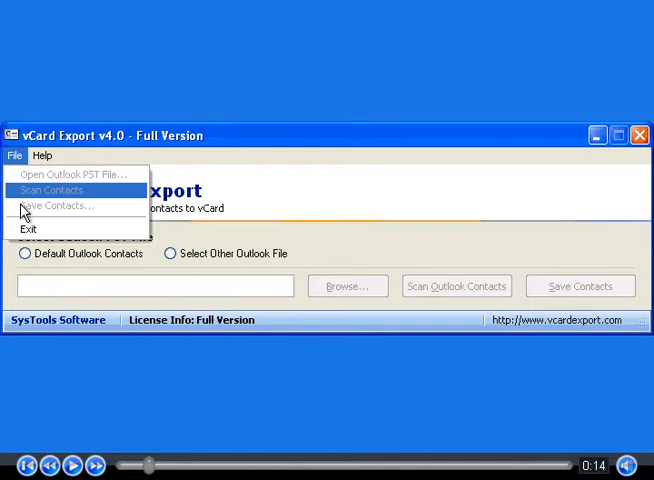 vCard Export v4.0 - Full Version
File Help
Open Outlook PST File...
Scan Contacts
Save Contacts...
Exit
xport
ontacts to vCard
Default Outlook Contacts Select Other Outlook File
Browse... Scan Outlook Contacts Save Contacts
SysTools Software License Info: Full Version http://www.vcardexport.com
0:14